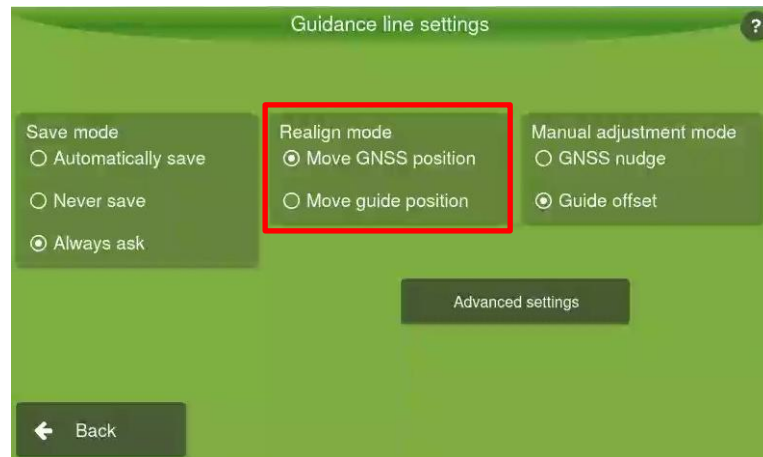 Guidance line settings
?
Save mode
Automatically save
Never save
Always ask
Realign mode
Move GNSS position
Move guide position
Manual adjustment mode
GNSS nudge
Guide offset
Advanced settings
Back